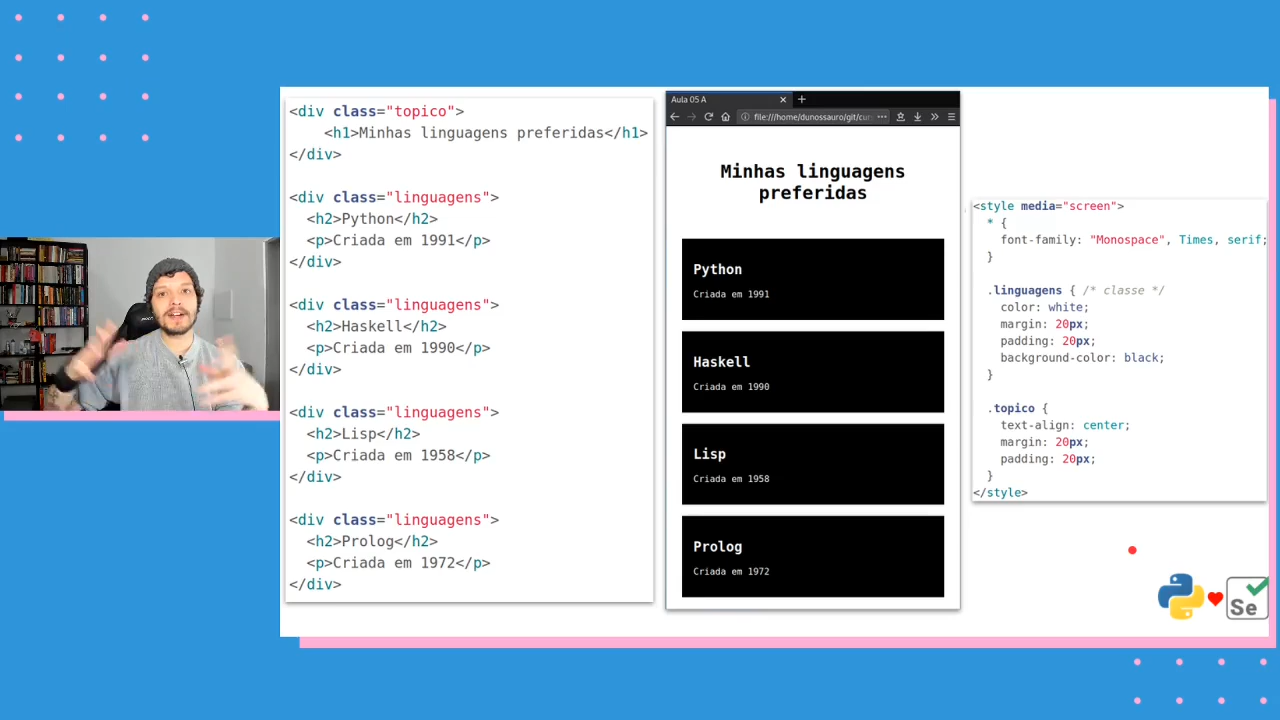 <div class="topico">
<h1>Minhas linguagens preferidas</h1>
</div>
<div class="linguagens">
<h2>Python</h2>
<p>Criada em 1991</p>
</div>
<div class="linguagens">
<h2>Haskell</h2>
<p>Criada em 1990</p>
</div>
<div class="linguagens">
<h2>Lisp</h2>
<p>Criada em 1958</p>
</div>
<div class="linguagens">
<h2>Prolog</h2>
<p>Criada em 1972</p>
</div>
Aula 05 A
file:///home/dunossauro/git/cur
Minhas linguagens
preferidas
Python
Criada em 1991
Haskell
Criada em 1990
Lisp
Criada em 1958
Prolog
Criada em 1972
<style media="screen">
* {
font-family: "Monospace", Times, serif;
}
.linguagens { /* classe */
color: white;
margin: 20px;
padding: 20px;
background-color: black;
}
.topico {
text-align: center;
margin: 20px;
padding: 20px;
}
</style>
Se